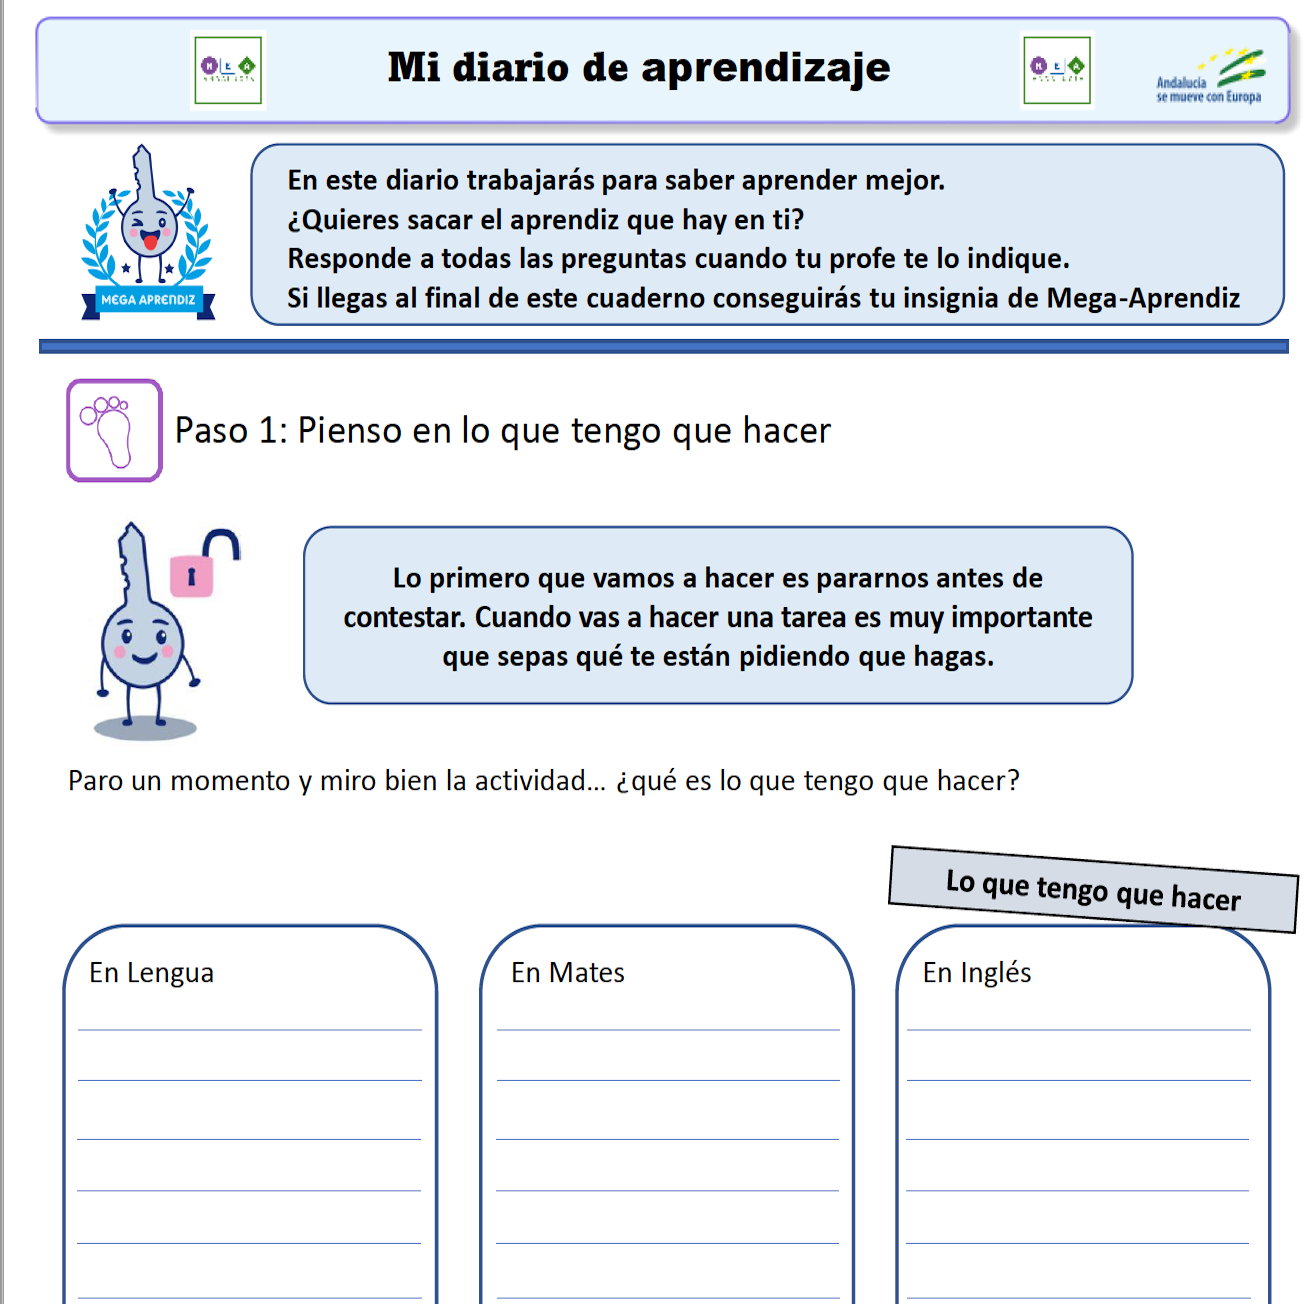 Mi diario de aprendizaje
M E A
M E A
Andalucía
se mueve con Europa
En este diario trabajarás para saber aprender mejor.
¿Quieres sacar el aprendiz que hay en ti?
Responde a todas las preguntas cuando tu profe te lo indique.
Si llegas al final de este cuaderno conseguirás tu insignia de Mega-Aprendiz
MEGA APRENDIZ
Paso 1: Pienso en lo que tengo que hacer
Lo primero que vamos a hacer es pararnos antes de
contestar. Cuando vas a hacer una tarea es muy importante
que sepas qué te están pidiendo que hagas.
Paro un momento y miro bien la actividad... ¿qué es lo que tengo que hacer?
Lo que tengo que hacer
En Lengua
En Mates
En Inglés